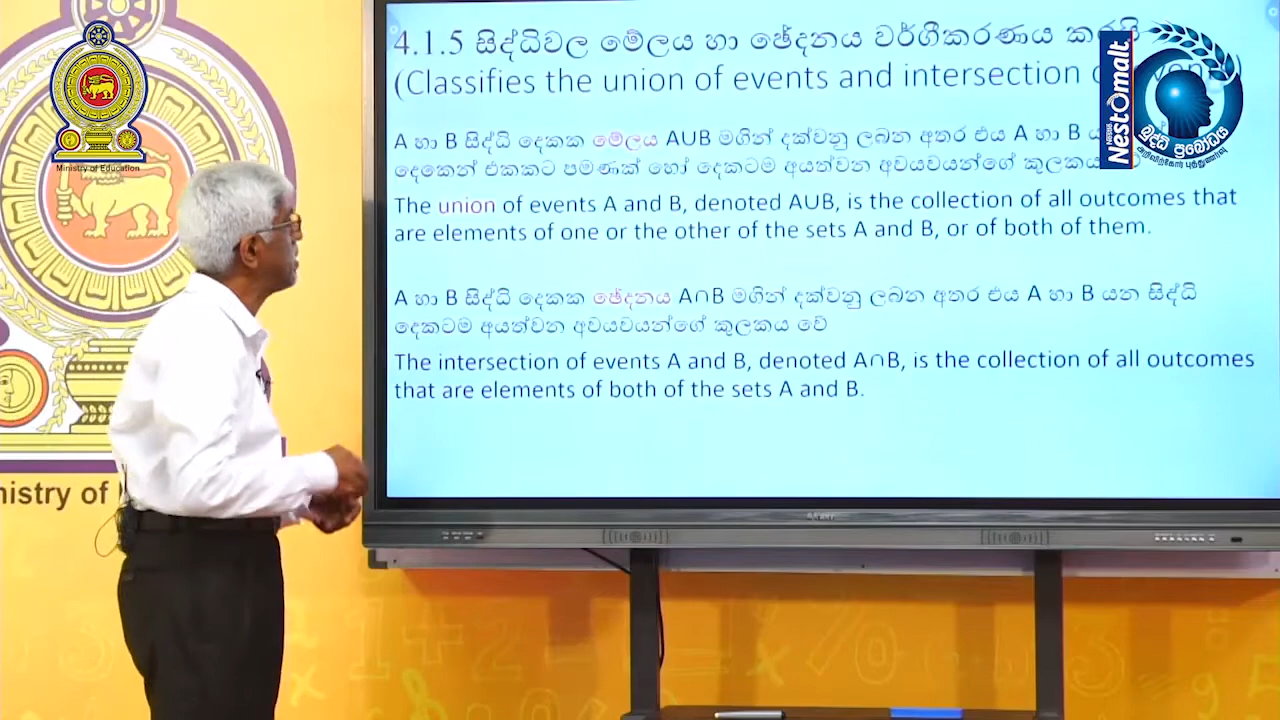 4.1.5 සිද්ධිවල මේලය හා ඡේදනය වර්ගීකරණය කරයි
(Classifies the union of events and intersection
A හා B සිද්ධි දෙකක මේලය A∪B මගින් දක්වනු ලබන අතර එය A හා B
දෙකෙන් එකකට පමණක් හෝ දෙකටම අයත්වන අවයවයන්ගේ කුලකය
The union of events A and B, denoted A∪B, is the collection of all outcomes that
are elements of one or the other of the sets A and B, or of both of them.
A හා B සිද්ධි දෙකක ඡේදනය A∩B මගින් දක්වනු ලබන අතර එය A හා B යන සිද්ධි
දෙකටම අයත්වන අවයවයන්ගේ කුලකය වේ
The intersection of events A and B, denoted A∩B, is the collection of all outcomes
that are elements of both of the sets A and B.
Ministry of Education
NESTLÉ
Nestomalt
බුද්ධි ප්‍රබෝධය
nistry of